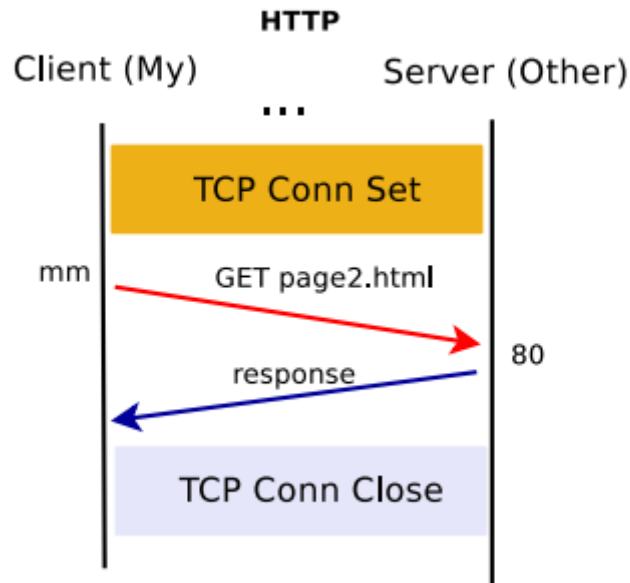 HTTP
Client (My)
Server (Other)
...
TCP Conn Set
mm
GET page2.html
80
response
TCP Conn Close